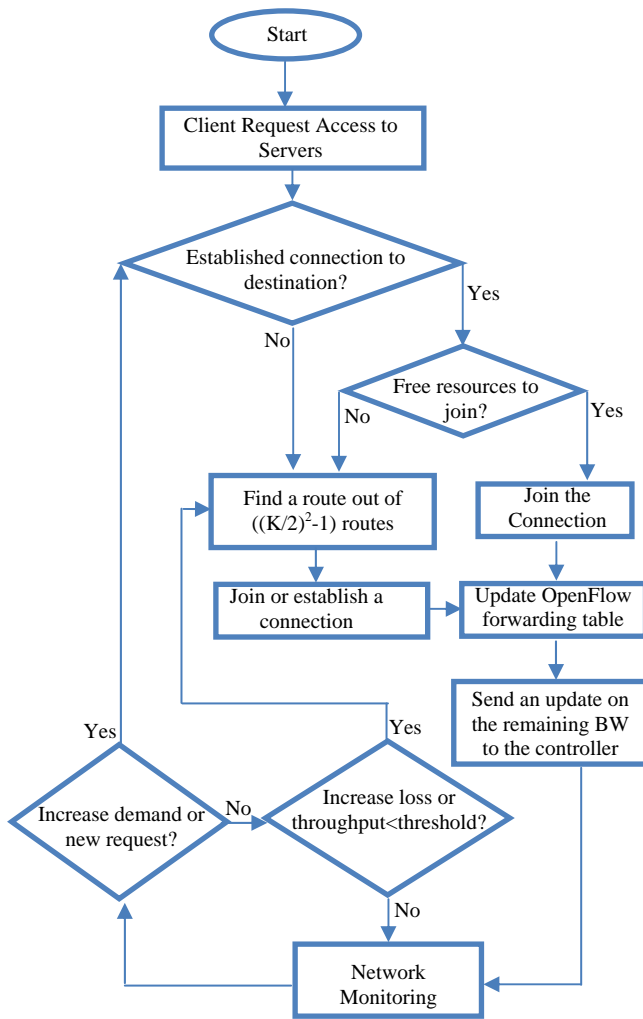 Start
Client Request Access to
Servers
Established connection to
destination?
Yes
No
Free resources to
join?
No
Yes
Find a route out of
((K/2)²-1) routes
Join the
Connection
Join or establish a
connection
Update OpenFlow
forwarding table
Send an update on
the remaining BW
to the controller
Yes
Yes
Increase demand or
new request?
No
Increase loss or
throughput<threshold?
No
Network
Monitoring